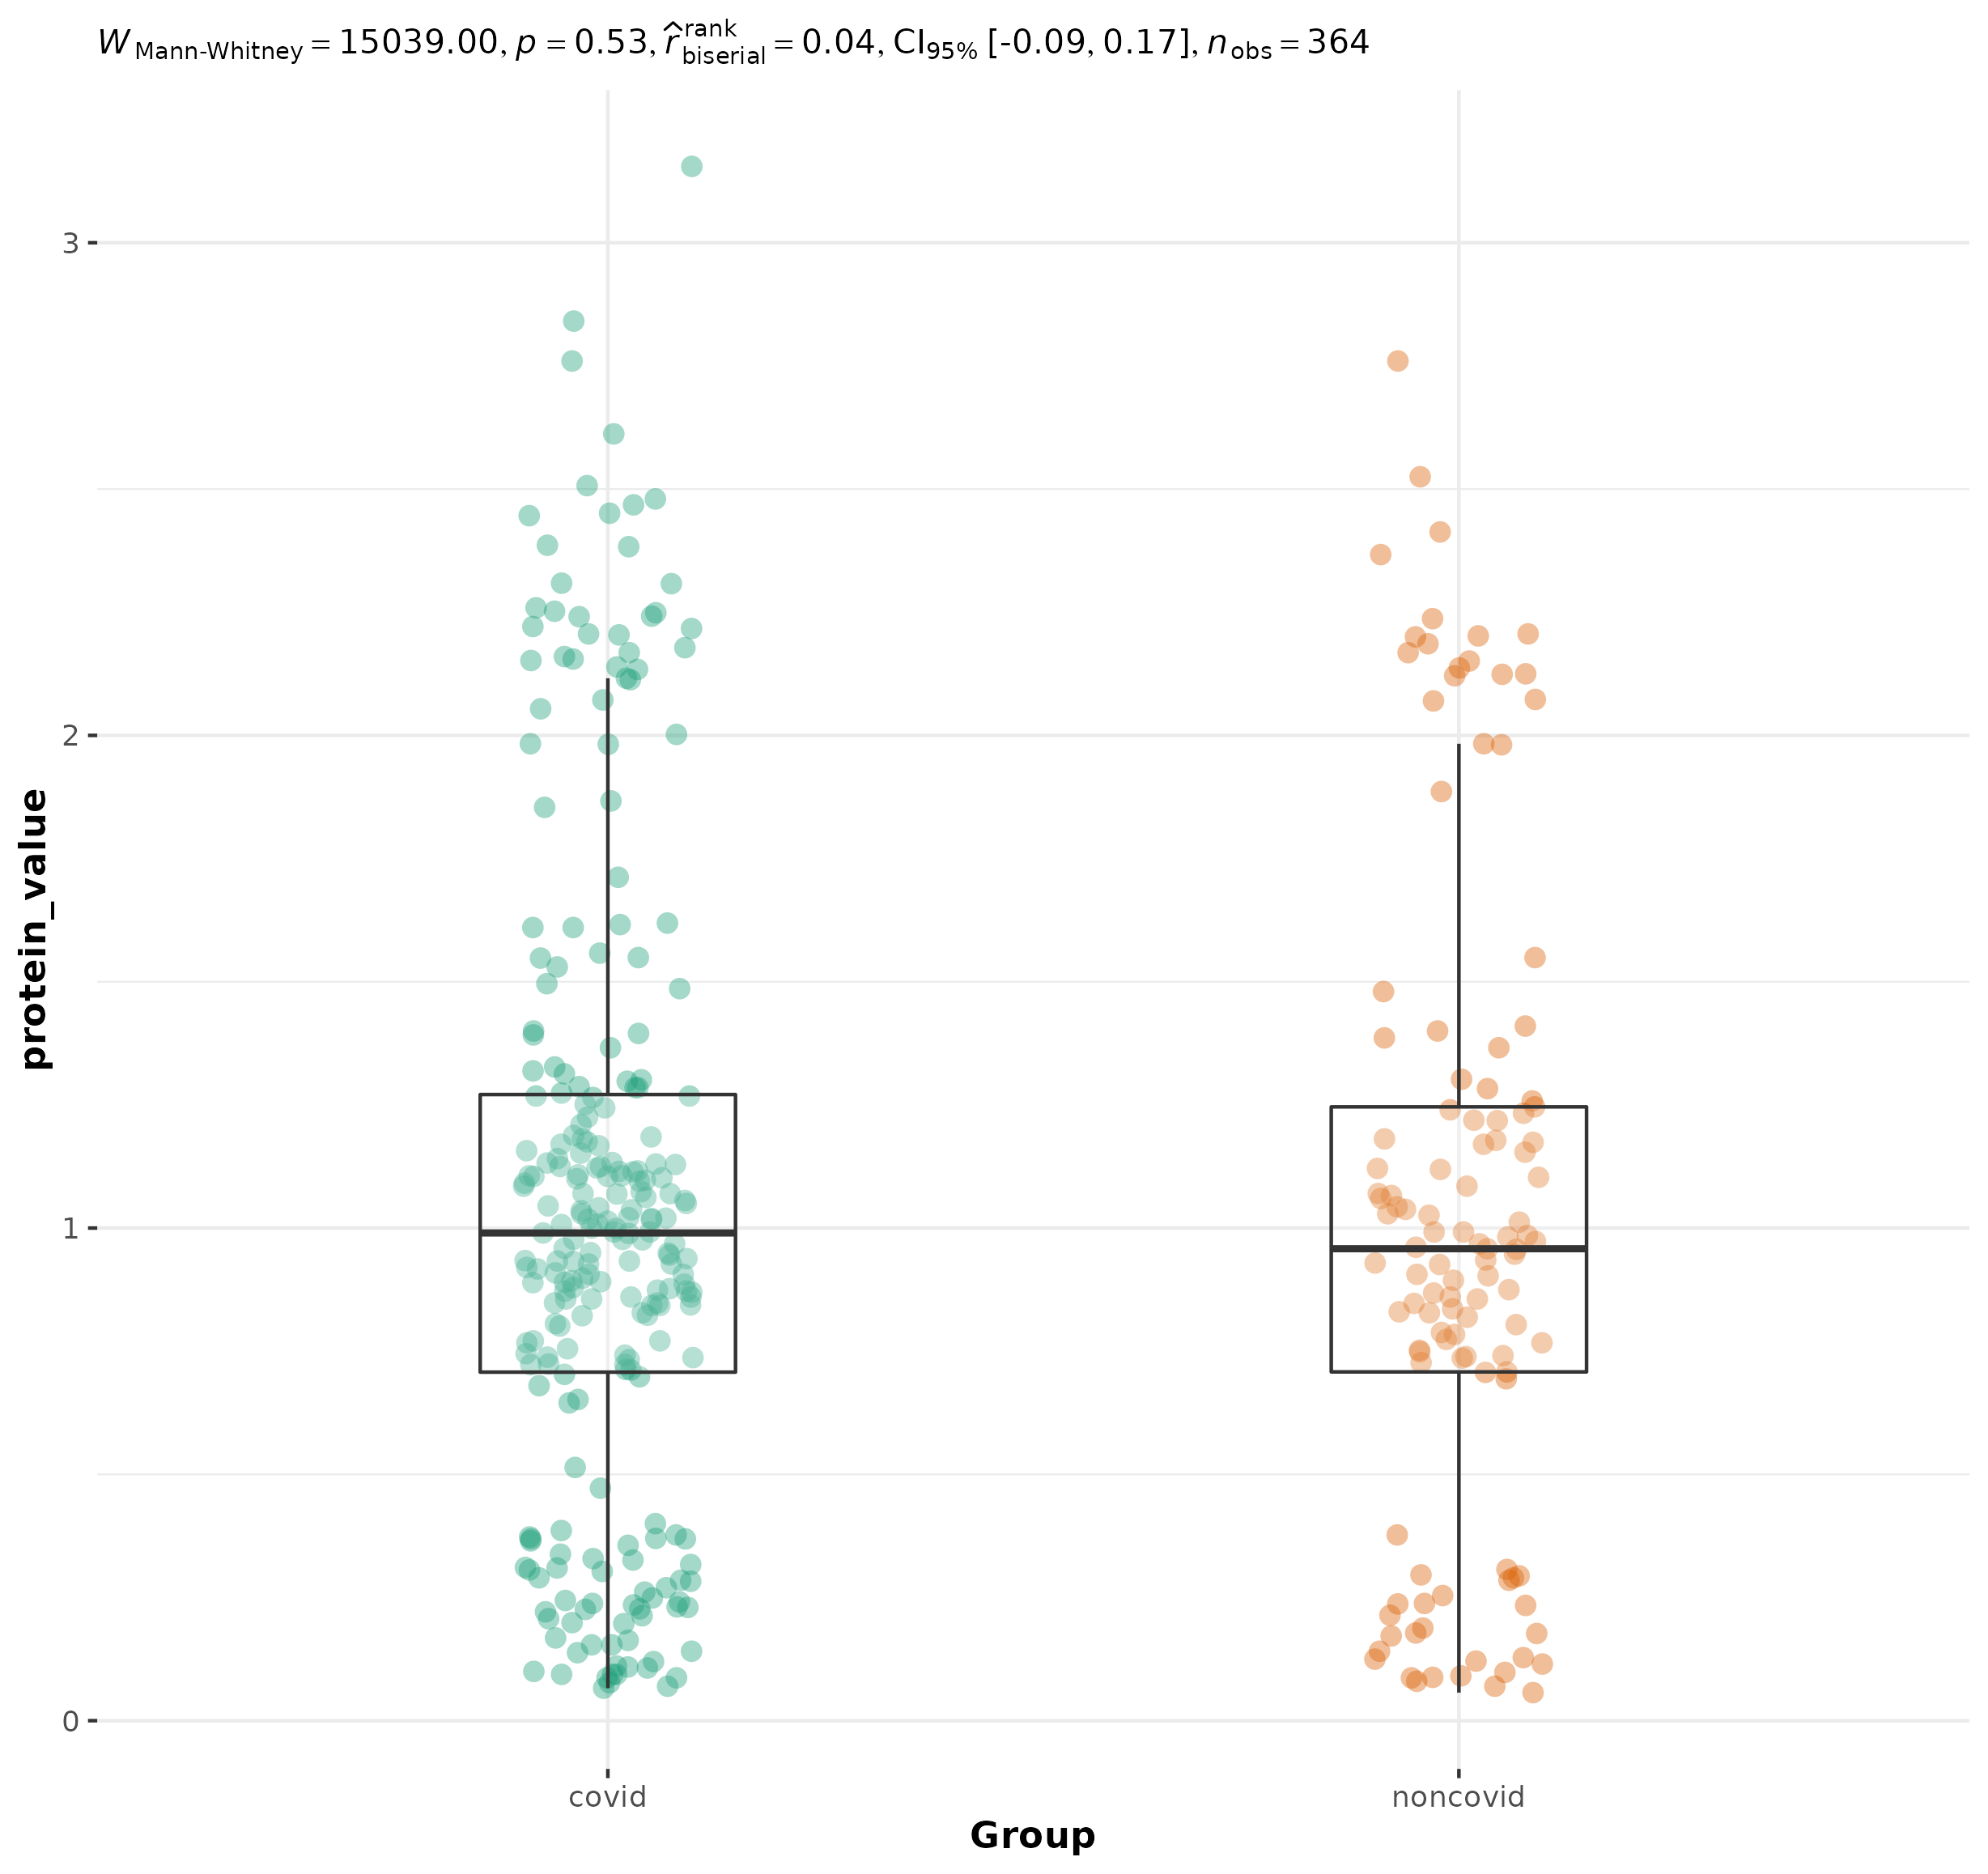 W Mann-Whitney = 15039.00, p = 0.53, r̂ rank biserial = 0.04, CI95% [-0.09, 0.17], n obs = 364
protein_value
3
2
1
0
covid noncovid
Group